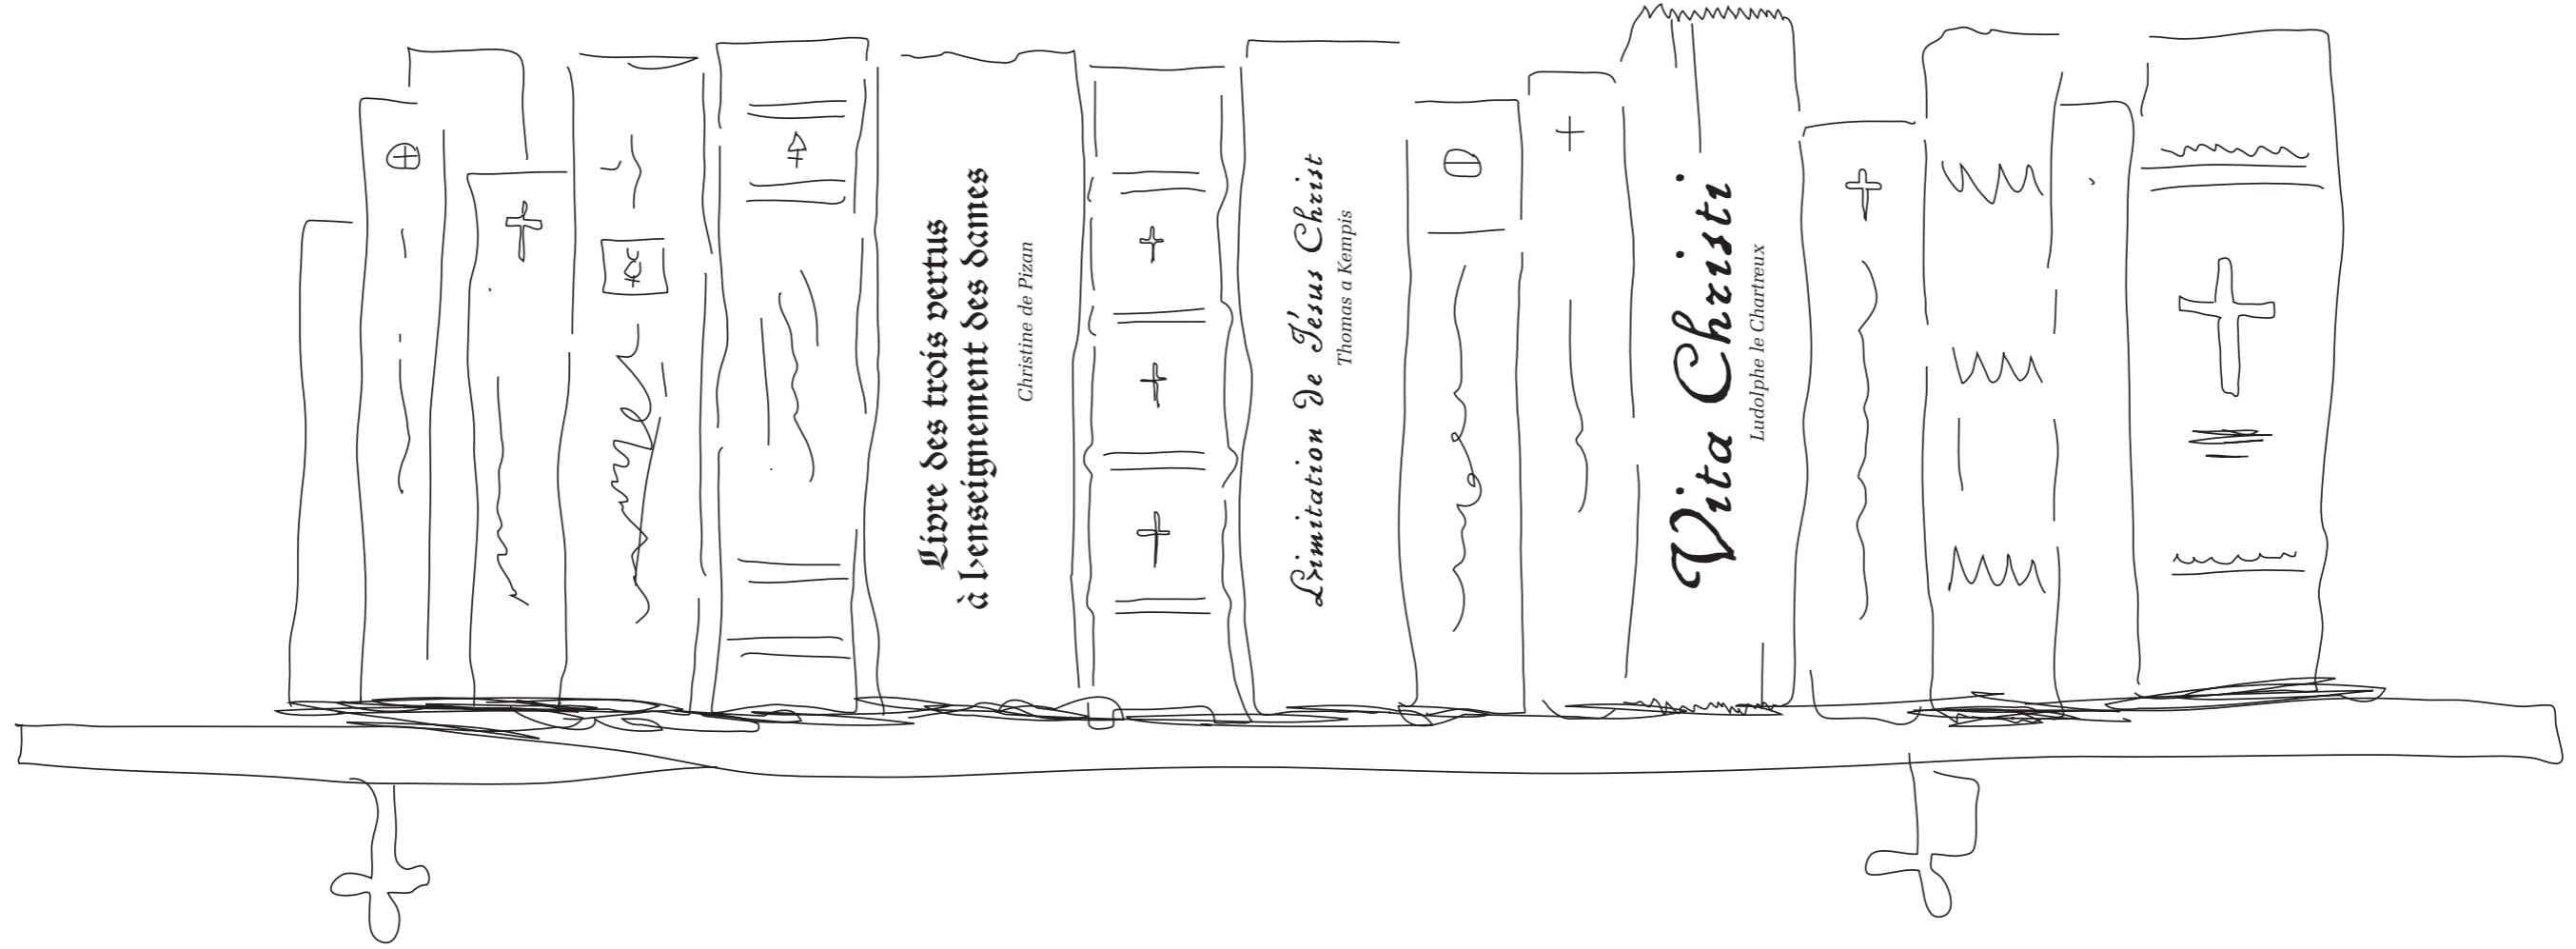 Livre des trois vertus
à l'enseignement des dames
Christine de Pizan
L'imitation de Jésus Christ
Thomas a Kempis
Vita Christi
Ludolphe le Chartreux